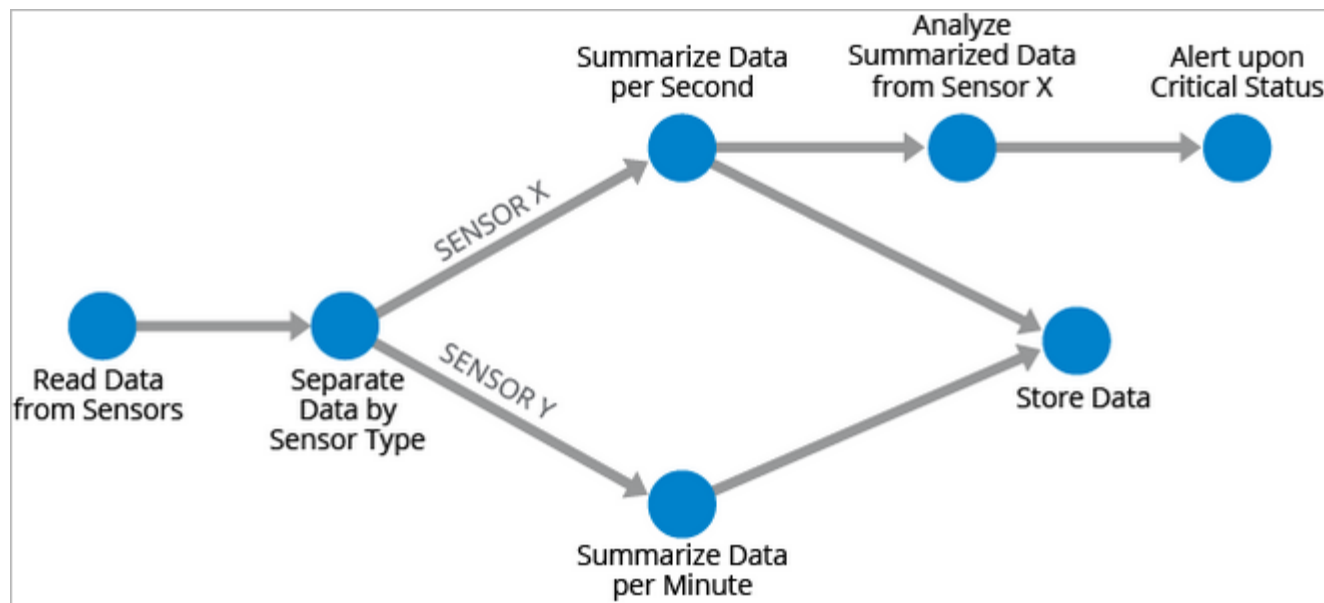 Analyze
Summarized Data
from Sensor X
Summarize Data
per Second
Alert upon
Critical Status
SENSOR X
Read Data
from Sensors
Separate
Data by
Sensor Type
SENSOR Y
Store Data
Summarize Data
per Minute